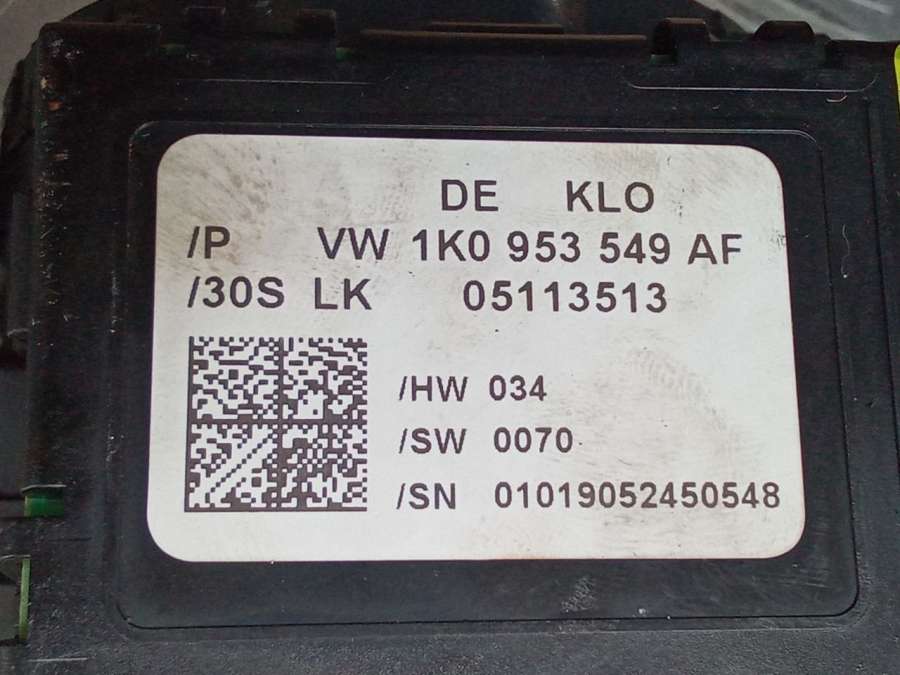 DE KLO
/P VW 1K0 953 549 AF
/30S LK 05113513
/HW 034
/SW 0070
/SN 01019052450548